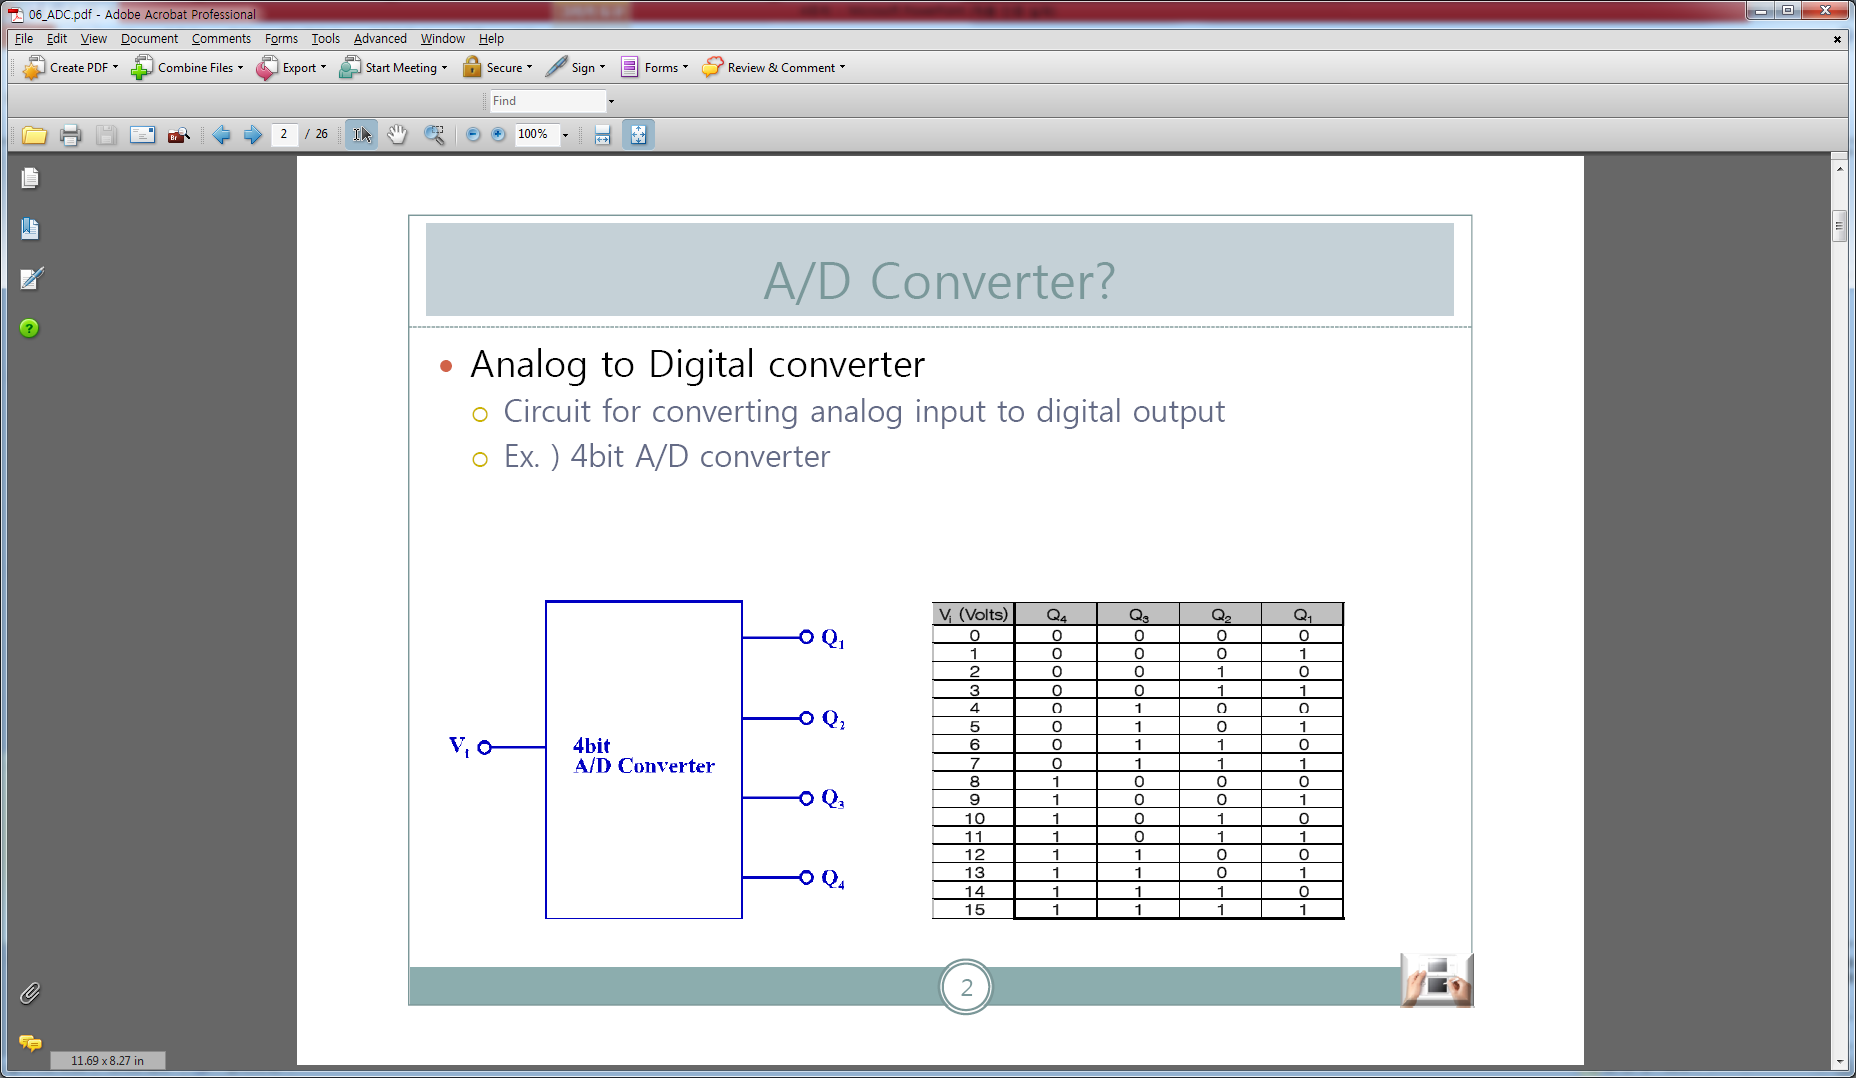 06_ADC.pdf - Adobe Acrobat Professional
File Edit View Document Comments Forms Tools Advanced Window Help
Create PDF Combine Files Export Start Meeting Secure Sign Forms Review & Comment
Find
2 / 26 100%
A/D Converter?
Analog to Digital converter
Circuit for converting analog input to digital output
Ex. ) 4bit A/D converter
Vi
4bit
A/D Converter
Q1
Q2
Q3
Q4
Vi (Volts) Q4 Q3 Q2 Q1
0 0 0 0 0
1 0 0 0 1
2 0 0 1 0
3 0 0 1 1
4 0 1 0 0
5 0 1 0 1
6 0 1 1 0
7 0 1 1 1
8 1 0 0 0
9 1 0 0 1
10 1 0 1 0
11 1 0 1 1
12 1 1 0 0
13 1 1 0 1
14 1 1 1 0
15 1 1 1 1
2
11.69 x 8.27 in